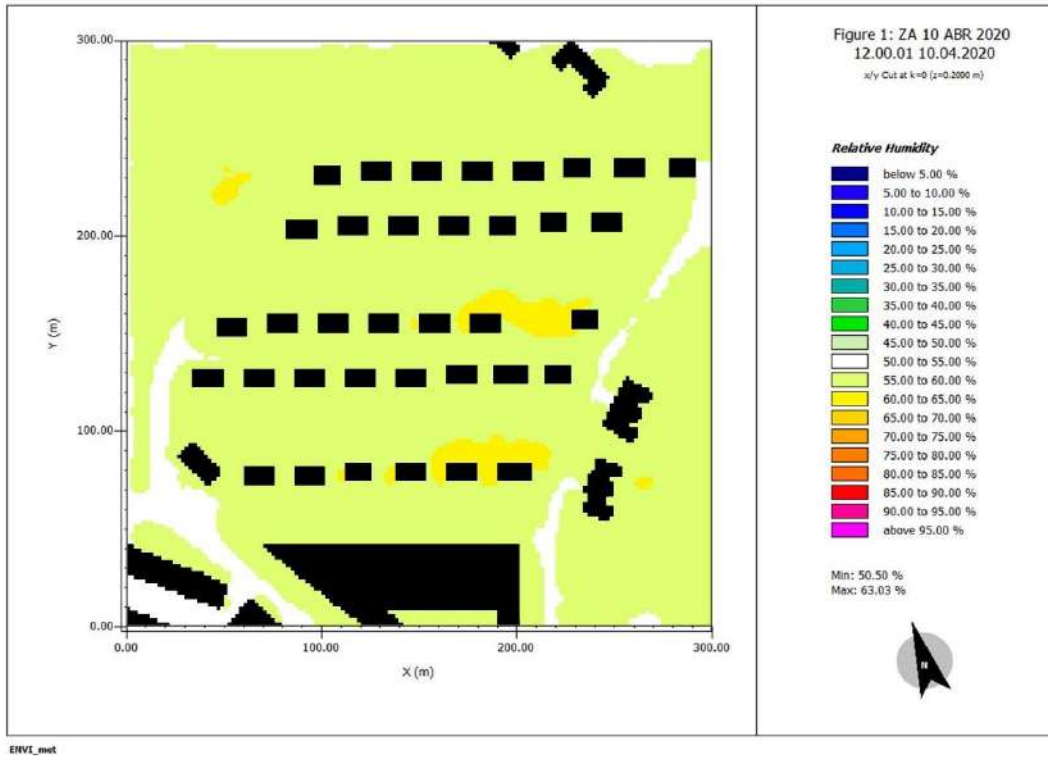 Figure 1: ZA 10 ABR 2020
12.00.01 10.04.2020
x/y Cut at k=0 (z=0.2000 m)
300.00
200.00
100.00
0.00
Y (m)
0.00 100.00 200.00 300.00
X (m)
Relative Humidity
below 5.00 %
5.00 to 10.00 %
10.00 to 15.00 %
15.00 to 20.00 %
20.00 to 25.00 %
25.00 to 30.00 %
30.00 to 35.00 %
35.00 to 40.00 %
40.00 to 45.00 %
45.00 to 50.00 %
50.00 to 55.00 %
55.00 to 60.00 %
60.00 to 65.00 %
65.00 to 70.00 %
70.00 to 75.00 %
75.00 to 80.00 %
80.00 to 85.00 %
85.00 to 90.00 %
90.00 to 95.00 %
above 95.00 %
Min: 50.50 %
Max: 63.03 %
N
ENVI_met